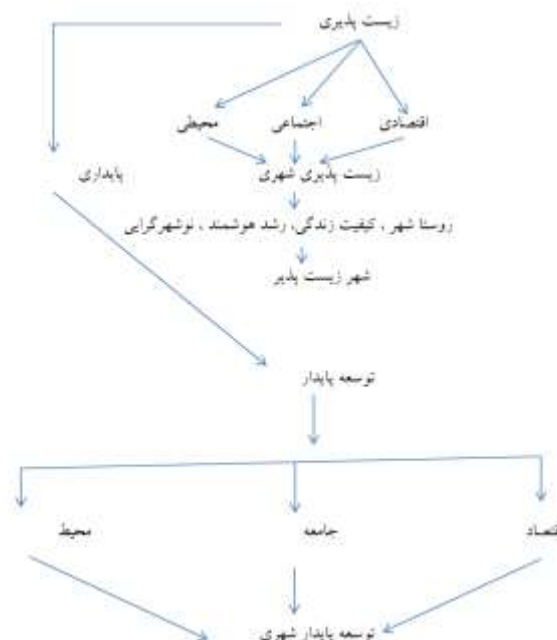 زیست پذیری
اقتصادی
اجتماعی
محیطی
زیست پذیری شهری
پایداری
روستا شهر ، کیفیت زندگی، رشد هوشمند ، نوشهرگرایی
شهر زیست پذیر
توسعه پایدار
قتصاد
جامعه
محیط
توسعه پایدار شهری